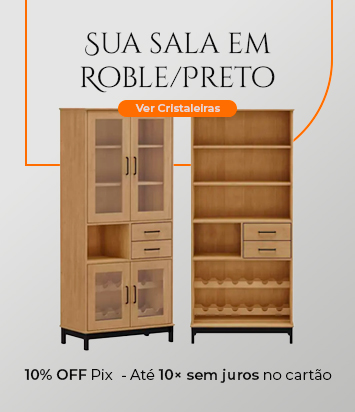 Sua sala em
Roble/Preto
Ver Cristaleiras
10% OFF Pix - Até 10× sem juros no cartão